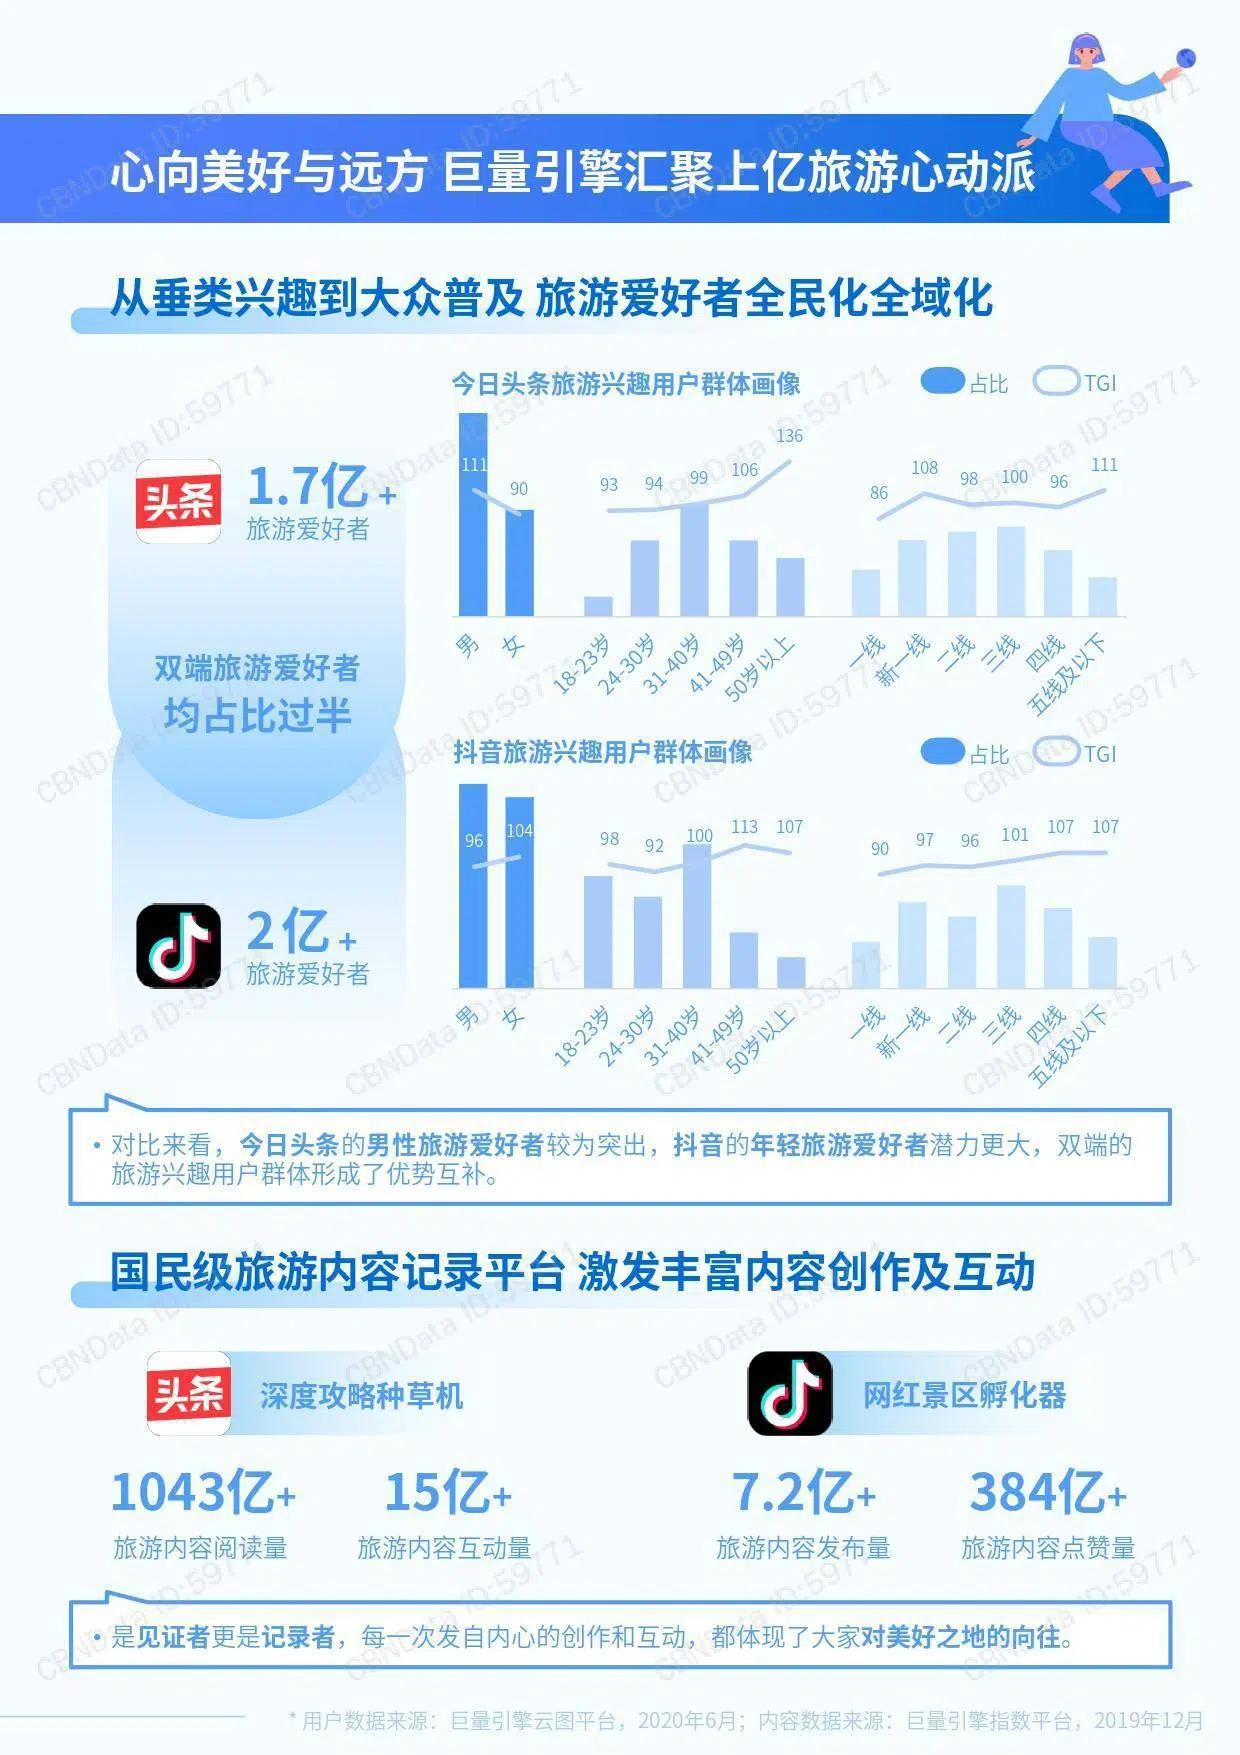 心向美好与远方 巨量引擎汇聚上亿旅游心动派
从垂类兴趣到大众普及 旅游爱好者全民化全域化
头条
1.7亿+
旅游爱好者
双端旅游爱好者
均占比过半
2亿+
旅游爱好者
今日头条旅游兴趣用户群体画像
占比 TGI
111 90 93 94 99 106 136 86 108 98 100 96 111
男 女 18-23岁 24-30岁 31-40岁 41-49岁 50岁以上 一线 新一线 二线 三线 四线 五线及以下
抖音旅游兴趣用户群体画像
占比 TGI
96 104 98 92 100 113 107 90 97 96 101 107 107
男 女 18-23岁 24-30岁 31-40岁 41-49岁 50岁以上 一线 新一线 二线 三线 四线 五线及以下
• 对比来看，今日头条的男性旅游爱好者较为突出，抖音的年轻旅游爱好者潜力更大，双端的
旅游兴趣用户群体形成了优势互补。
国民级旅游内容记录平台 激发丰富内容创作及互动
头条 深度攻略种草机
网红景区孵化器
1043亿+ 15亿+ 7.2亿+ 384亿+
旅游内容阅读量 旅游内容互动量 旅游内容发布量 旅游内容点赞量
• 是见证者更是记录者，每一次发自内心的创作和互动，都体现了大家对美好之地的向往。
* 用户数据来源：巨量引擎云图平台，2020年6月；内容数据来源：巨量引擎指数平台，2019年12月
CBNData ID:59771